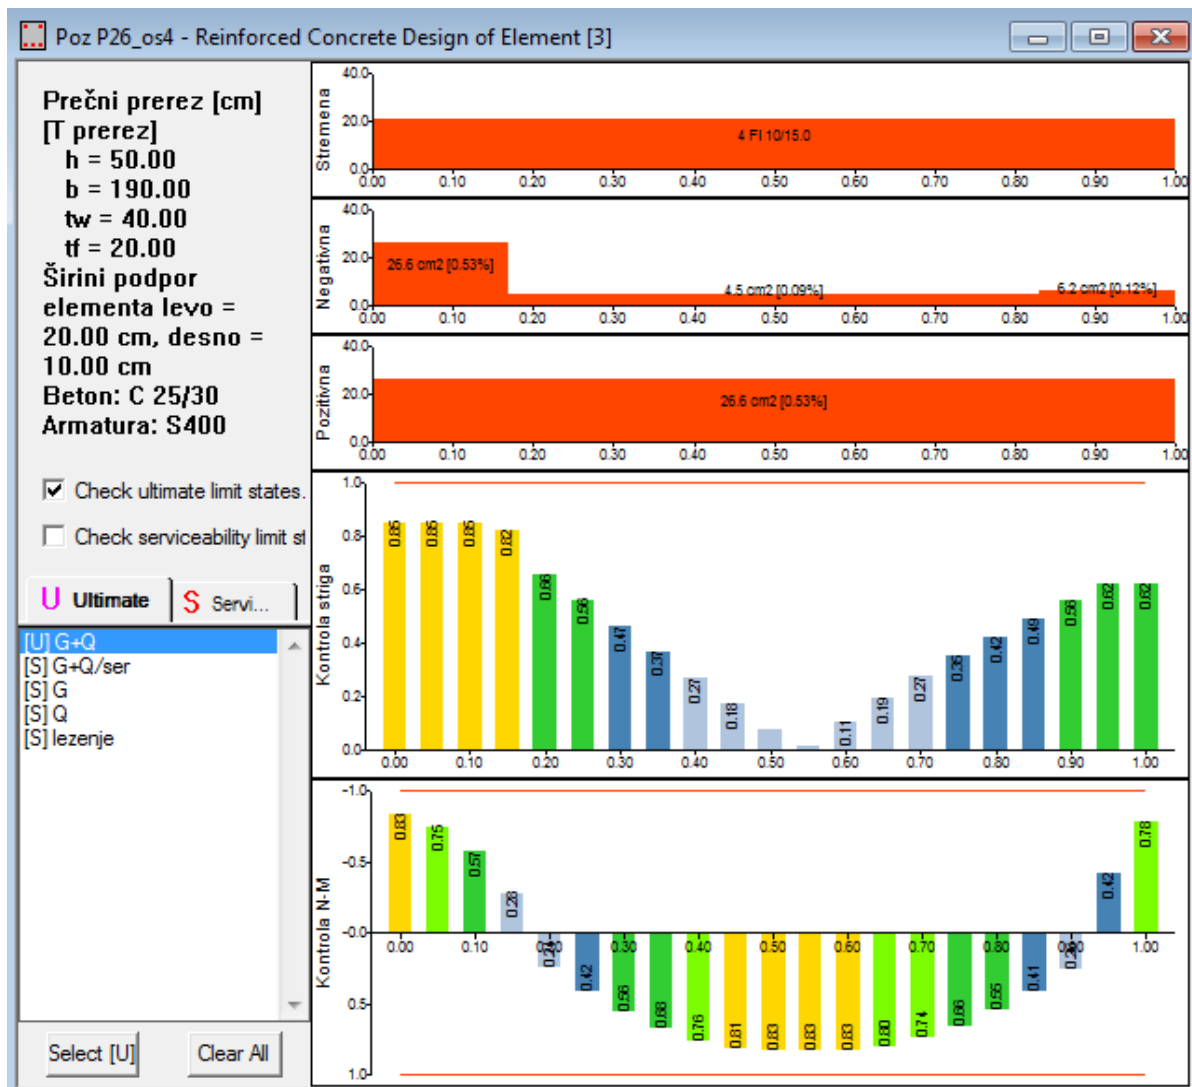 Poz P26_os4 - Reinforced Concrete Design of Element [3]
Prečni prerez [cm]
[T prerez]
h = 50.00
b = 190.00
tw = 40.00
tf = 20.00
Širini podpor
elementa levo =
20.00 cm, desno =
10.00 cm
Beton: C 25/30
Armatura: S400
Check ultimate limit states.
Check serviceability limit st
U Ultimate
S Servi...
[U] G+Q
[S] G+Q/ser
[S] G
[S] Q
[S] lezenje
Select [U]
Clear All
Stremena
40.0
20.0
0.0
4 FI 10/15.0
0.00 0.10 0.20 0.30 0.40 0.50 0.60 0.70 0.80 0.90 1.00
Negativna
40.0
20.0
0.0
26.6 cm2 [0.53%]
4.5 cm2 [0.09%]
6.2 cm2 [0.12%]
0.00 0.10 0.20 0.30 0.40 0.50 0.60 0.70 0.80 0.90 1.00
Pozitivna
40.0
20.0
0.0
26.6 cm2 [0.53%]
0.00 0.10 0.20 0.30 0.40 0.50 0.60 0.70 0.80 0.90 1.00
Kontrola striga
1.0
0.8
0.6
0.4
0.2
0.0
0.85 0.85 0.85 0.82 0.66 0.56 0.47 0.37 0.27 0.18 0.11 0.19 0.27 0.35 0.42 0.49 0.56 0.62 0.62
0.00 0.10 0.20 0.30 0.40 0.50 0.60 0.70 0.80 0.90 1.00
Kontrola N-M
-1.0
-0.5
-0.0
0.5
1.0
0.83 0.75 0.57 0.28 0.42 0.78
0.00 0.10 0.20 0.30 0.40 0.50 0.60 0.70 0.80 0.90 1.00
0.24 0.42 0.56 0.68 0.76 0.81 0.83 0.83 0.83 0.80 0.74 0.66 0.55 0.41